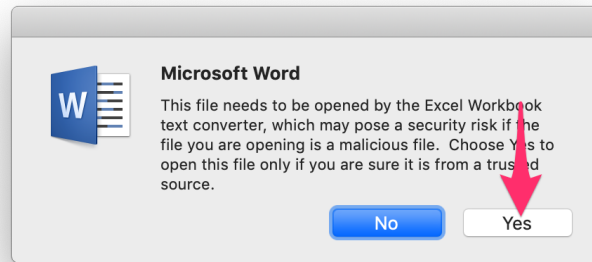 Microsoft Word
This file needs to be opened by the Excel Workbook
text converter, which may pose a security risk if the
file you are opening is a malicious file.  Choose Yes to
open this file only if you are sure it is from a trusted
source.
No
Yes
W